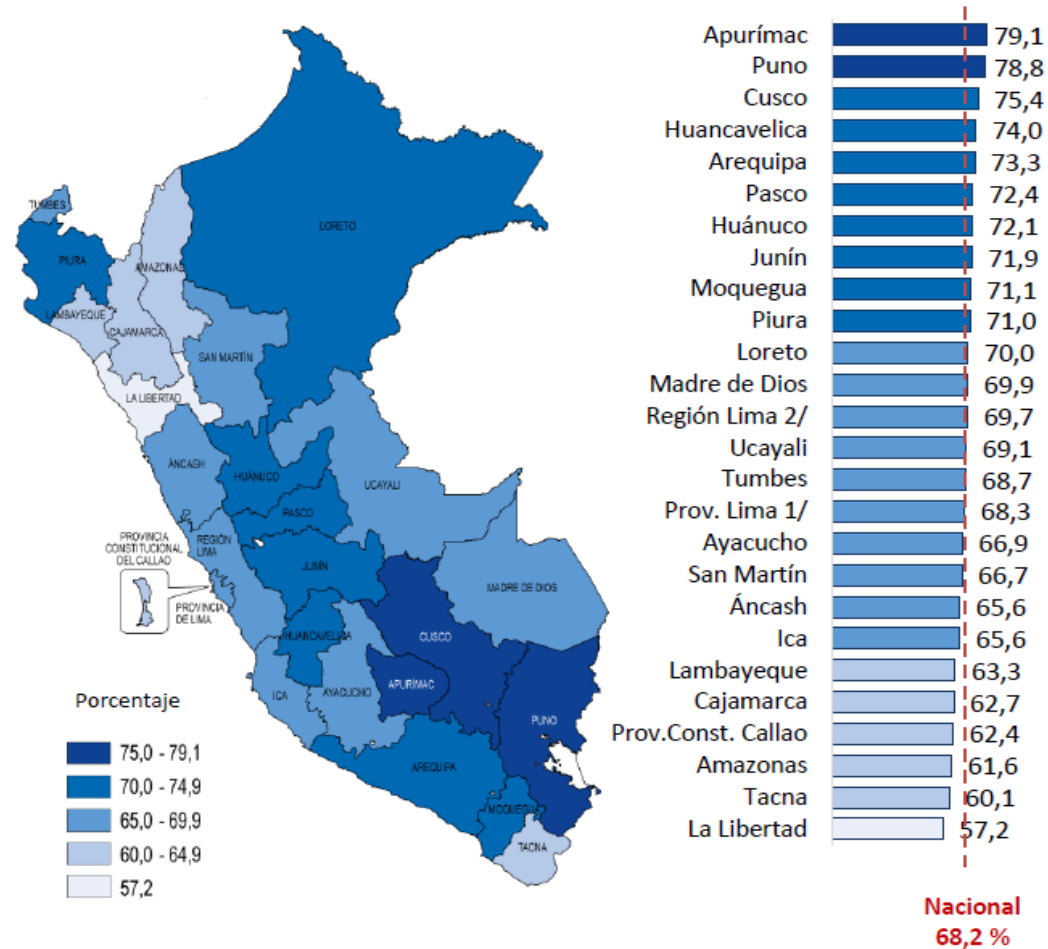 TUMBES
PIURA
LORETO
AMAZONAS
LAMBAYEQUE
CAJAMARCA
SAN MARTÍN
LA LIBERTAD
ÁNCASH
HUÁNUCO
UCAYALI
PASCO
PROVINCIA
CONSTITUCIONAL
DEL CALLAO
REGIÓN
LIMA
JUNÍN
PROVINCIA
DE LIMA
MADRE DE DIOS
HUANCAVELICA
CUSCO
ICA
AYACUCHO
APURÍMAC
PUNO
AREQUIPA
MOQUEGUA
TACNA
Porcentaje
75,0 - 79,1
70,0 - 74,9
65,0 - 69,9
60,0 - 64,9
57,2
Apurímac 79,1
Puno 78,8
Cusco 75,4
Huancavelica 74,0
Arequipa 73,3
Pasco 72,4
Huánuco 72,1
Junín 71,9
Moquegua 71,1
Piura 71,0
Loreto 70,0
Madre de Dios 69,9
Región Lima 2/ 69,7
Ucayali 69,1
Tumbes 68,7
Prov. Lima 1/ 68,3
Ayacucho 66,9
San Martín 66,7
Áncash 65,6
Ica 65,6
Lambayeque 63,3
Cajamarca 62,7
Prov.Const. Callao 62,4
Amazonas 61,6
Tacna 60,1
La Libertad 57,2
Nacional
68,2 %